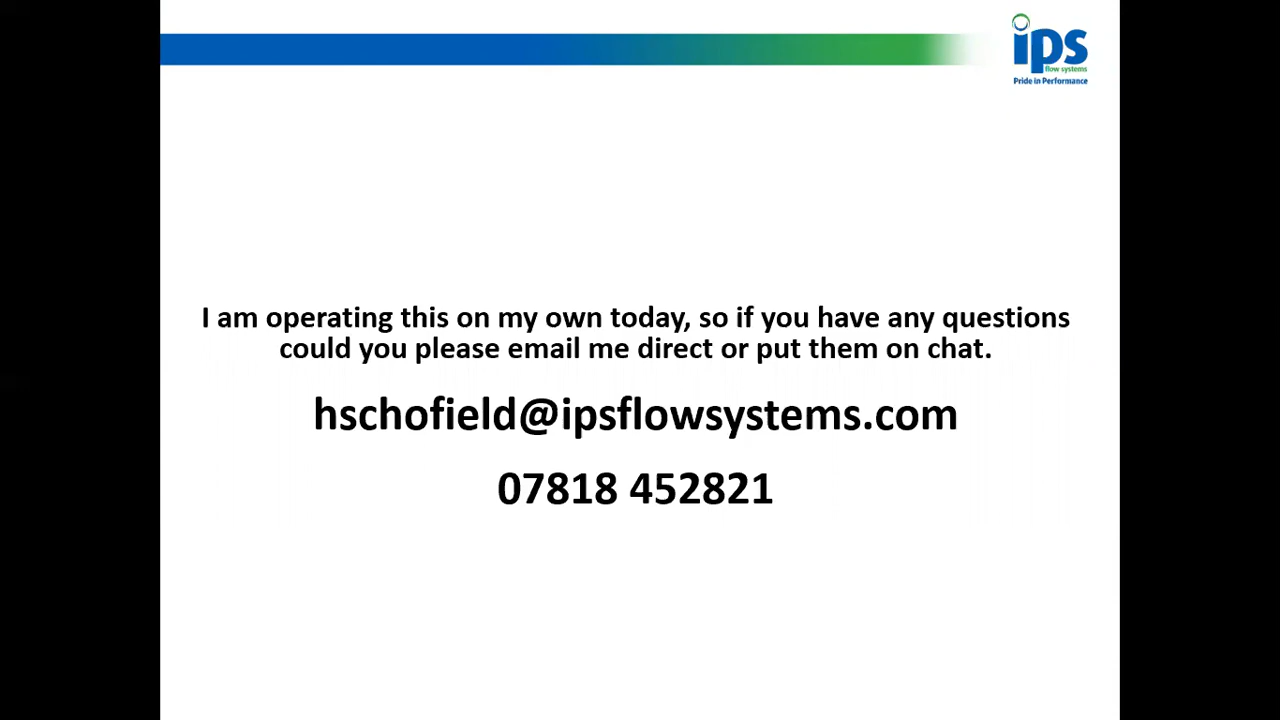 ips
flow systems
Pride in Performance
I am operating this on my own today, so if you have any questions
could you please email me direct or put them on chat.
hschofield@ipsflowsystems.com
07818 452821